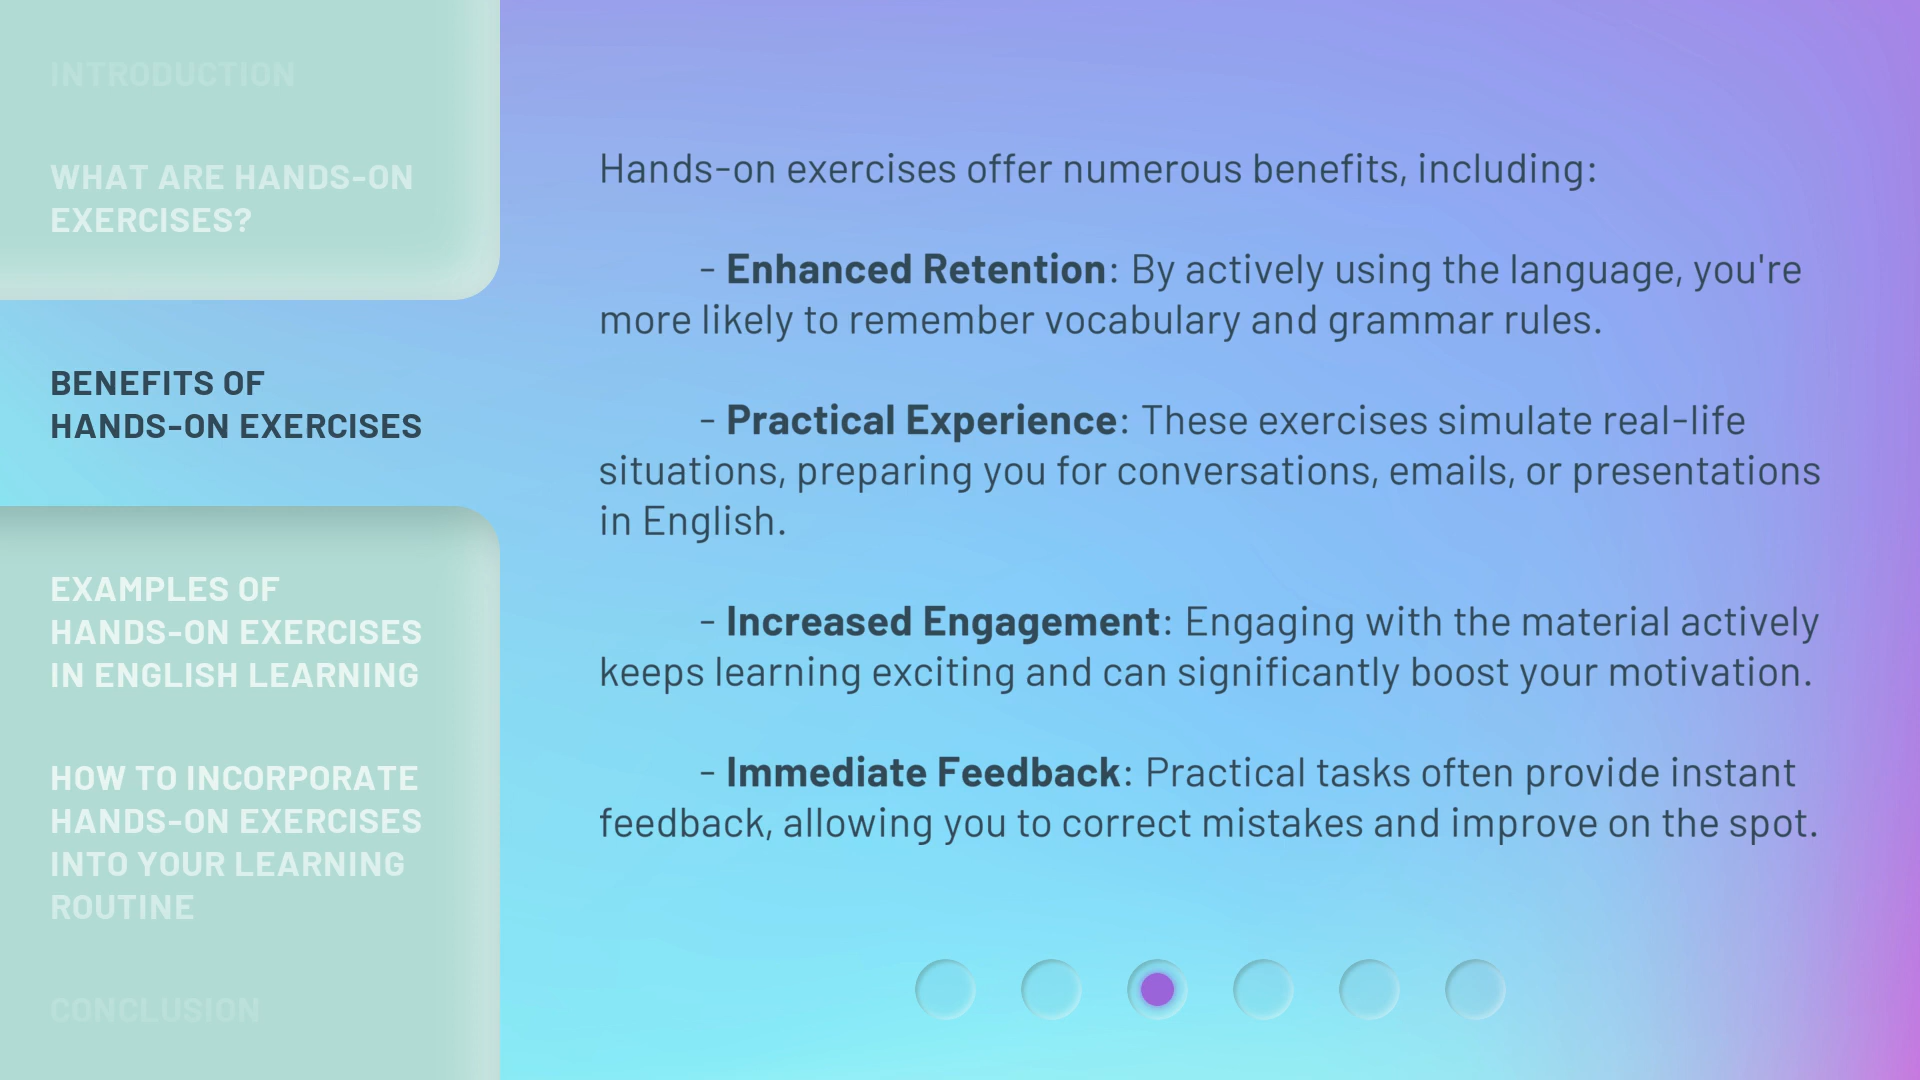 INTRODUCTION
WHAT ARE HANDS-ON
EXERCISES?
BENEFITS OF
HANDS-ON EXERCISES
EXAMPLES OF
HANDS-ON EXERCISES
IN ENGLISH LEARNING
HOW TO INCORPORATE
HANDS-ON EXERCISES
INTO YOUR LEARNING
ROUTINE
CONCLUSION
Hands-on exercises offer numerous benefits, including:
- Enhanced Retention: By actively using the language, you're
more likely to remember vocabulary and grammar rules.
- Practical Experience: These exercises simulate real-life
situations, preparing you for conversations, emails, or presentations
in English.
- Increased Engagement: Engaging with the material actively
keeps learning exciting and can significantly boost your motivation.
- Immediate Feedback: Practical tasks often provide instant
feedback, allowing you to correct mistakes and improve on the spot.